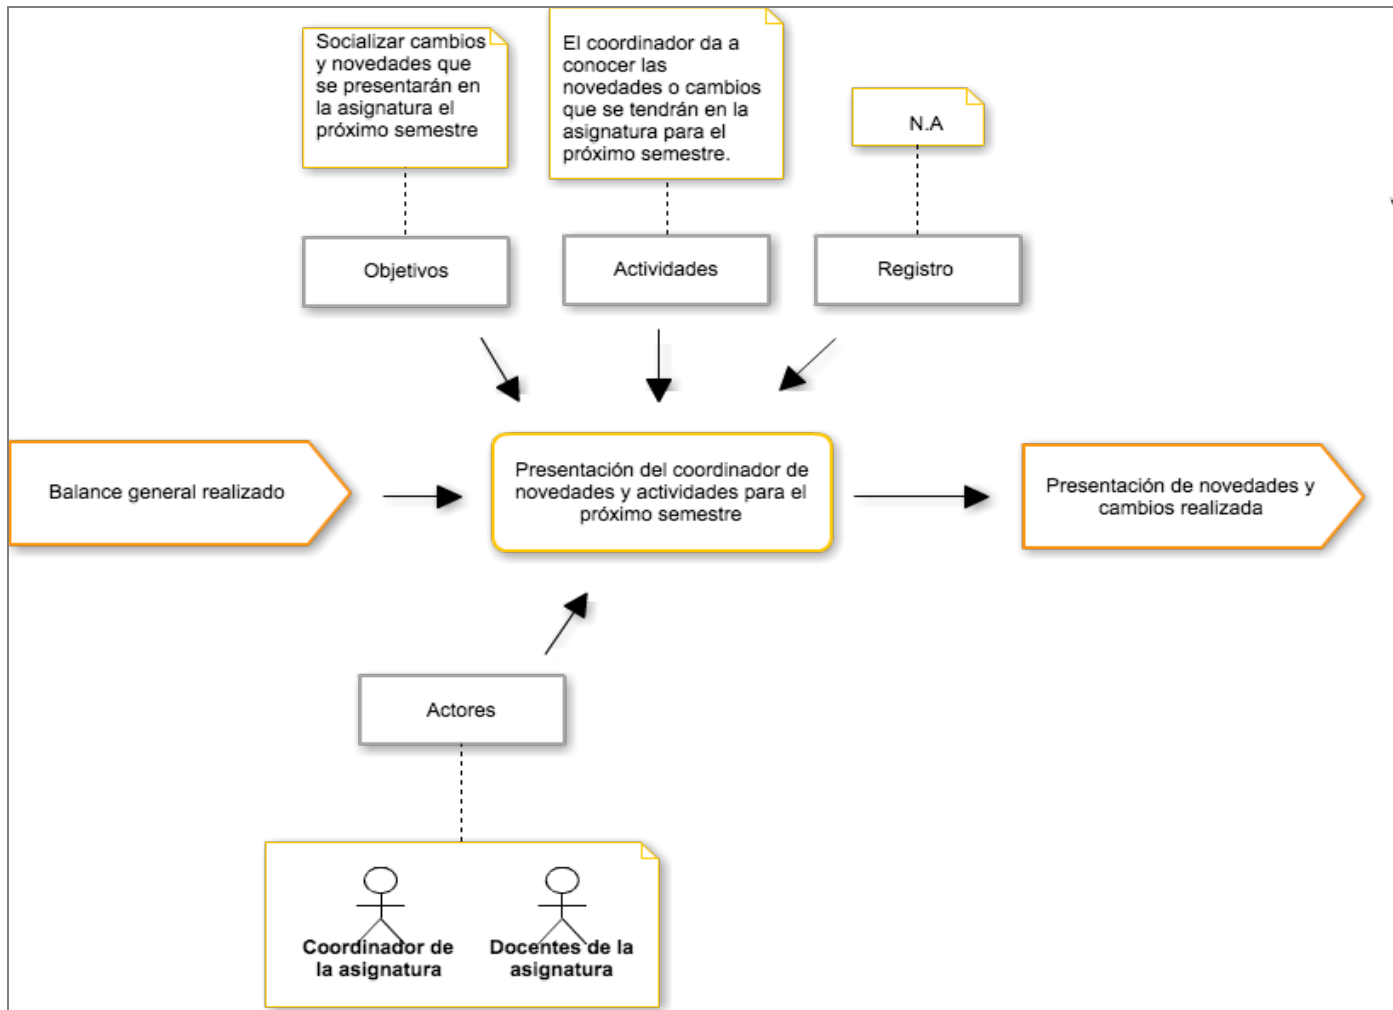 Socializar cambios
y novedades que
se presentarán en
la asignatura el
próximo semestre
El coordinador da a
conocer las
novedades o cambios
que se tendrán en la
asignatura para el
próximo semestre.
N.A
Objetivos
Actividades
Registro
Balance general realizado
Presentación del coordinador de
novedades y actividades para el
próximo semestre
Presentación de novedades y
cambios realizada
Actores
Coordinador de
la asignatura
Docentes de la
asignatura